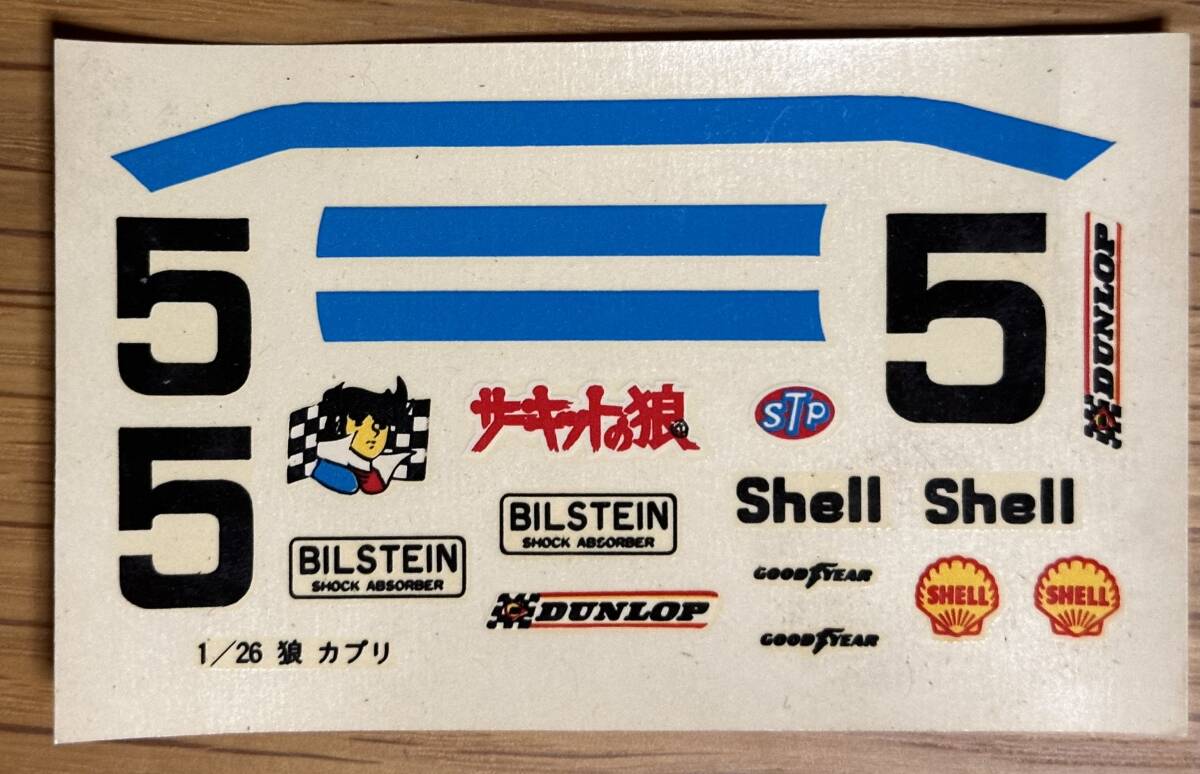 5
5
DUNLOP
5
サーキットの狼
STP
Shell
Shell
BILSTEIN
SHOCK ABSORBER
BILSTEIN
SHOCK ABSORBER
GOODYEAR
SHELL
SHELL
DUNLOP
GOODYEAR
1/26 狼 カプリ